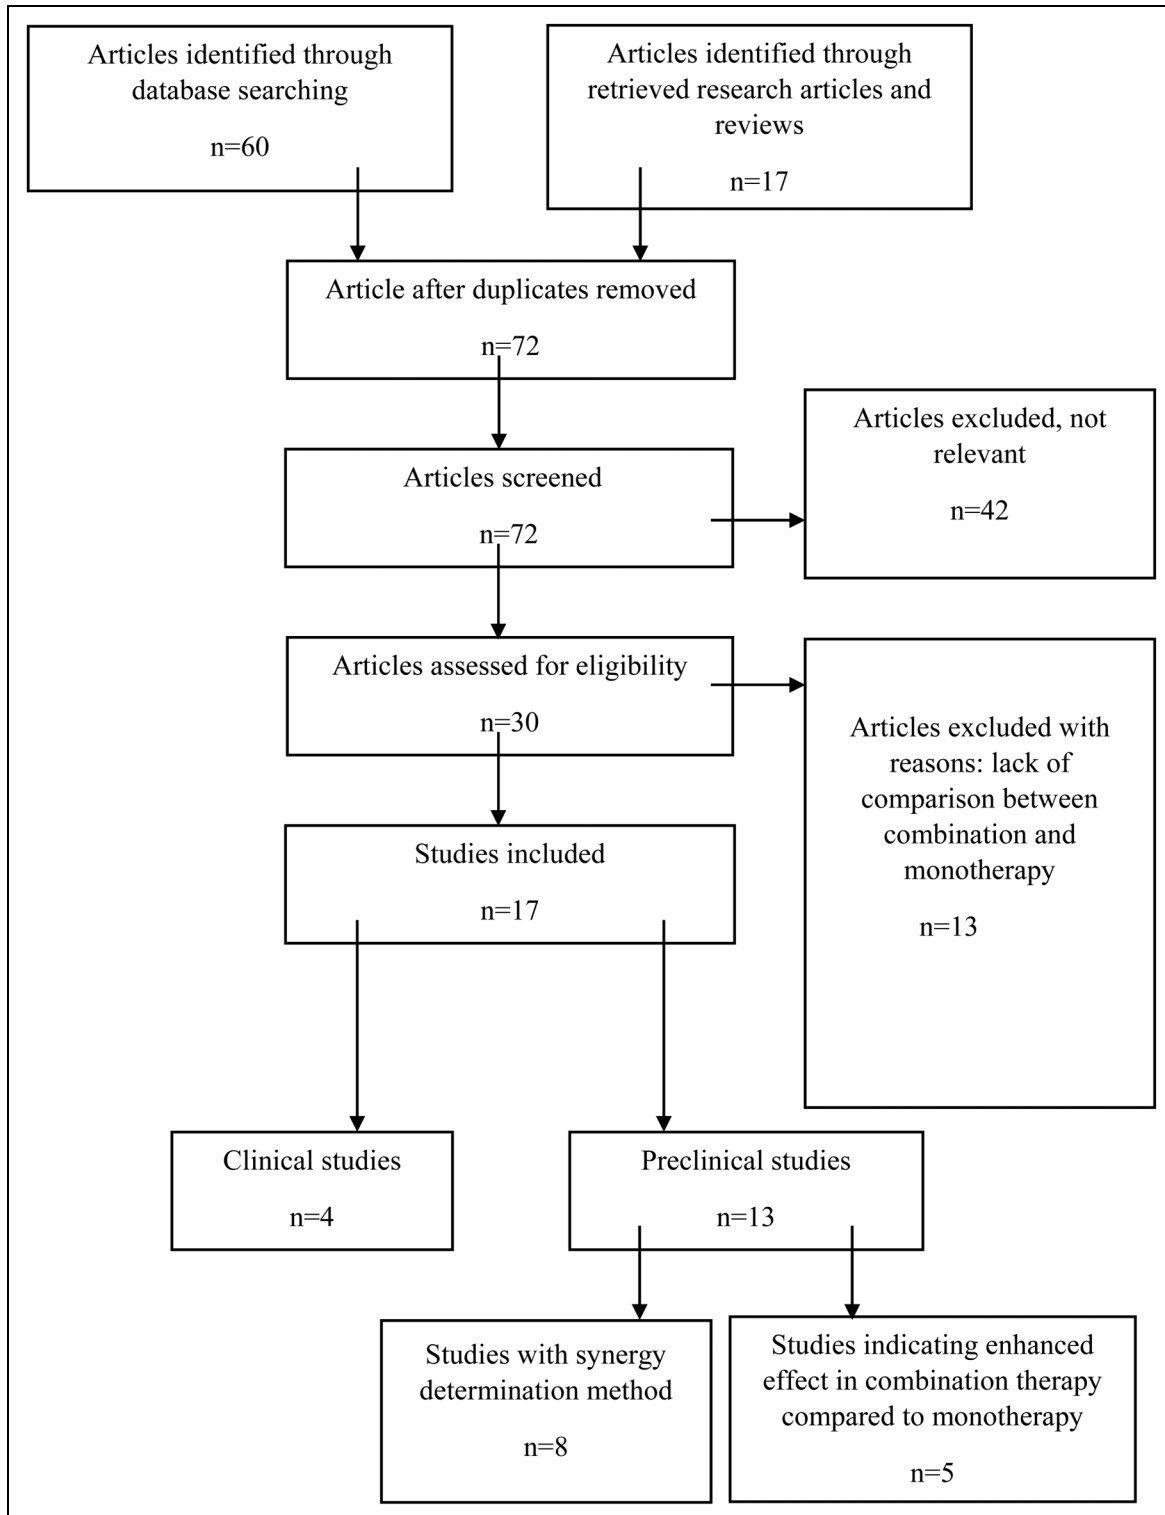 Articles identified through
database searching
n=60
Articles identified through
retrieved research articles and
reviews
n=17
Article after duplicates removed
n=72
Articles screened
n=72
Articles excluded, not
relevant
n=42
Articles assessed for eligibility
n=30
Articles excluded with
reasons: lack of
comparison between
combination and
monotherapy
n=13
Studies included
n=17
Clinical studies
n=4
Preclinical studies
n=13
Studies with synergy
determination method
n=8
Studies indicating enhanced
effect in combination therapy
compared to monotherapy
n=5